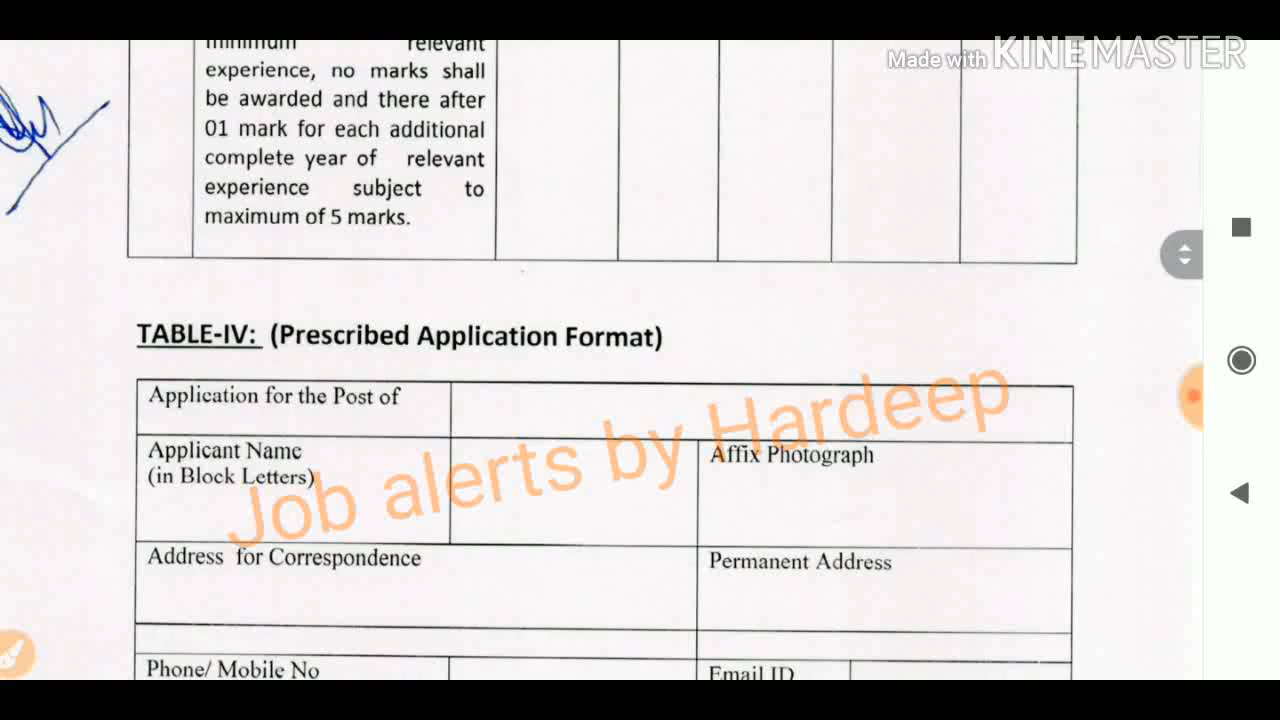 Made with KINEMASTER
minimum relevant
experience, no marks shall
be awarded and there after
01 mark for each additional
complete year of relevant
experience subject to
maximum of 5 marks.
TABLE-IV: (Prescribed Application Format)
Application for the Post of
Applicant Name
(in Block Letters)
Affix Photograph
Job alerts by Hardeep
Address for Correspondence
Permanent Address
Phone/ Mobile No
Email ID